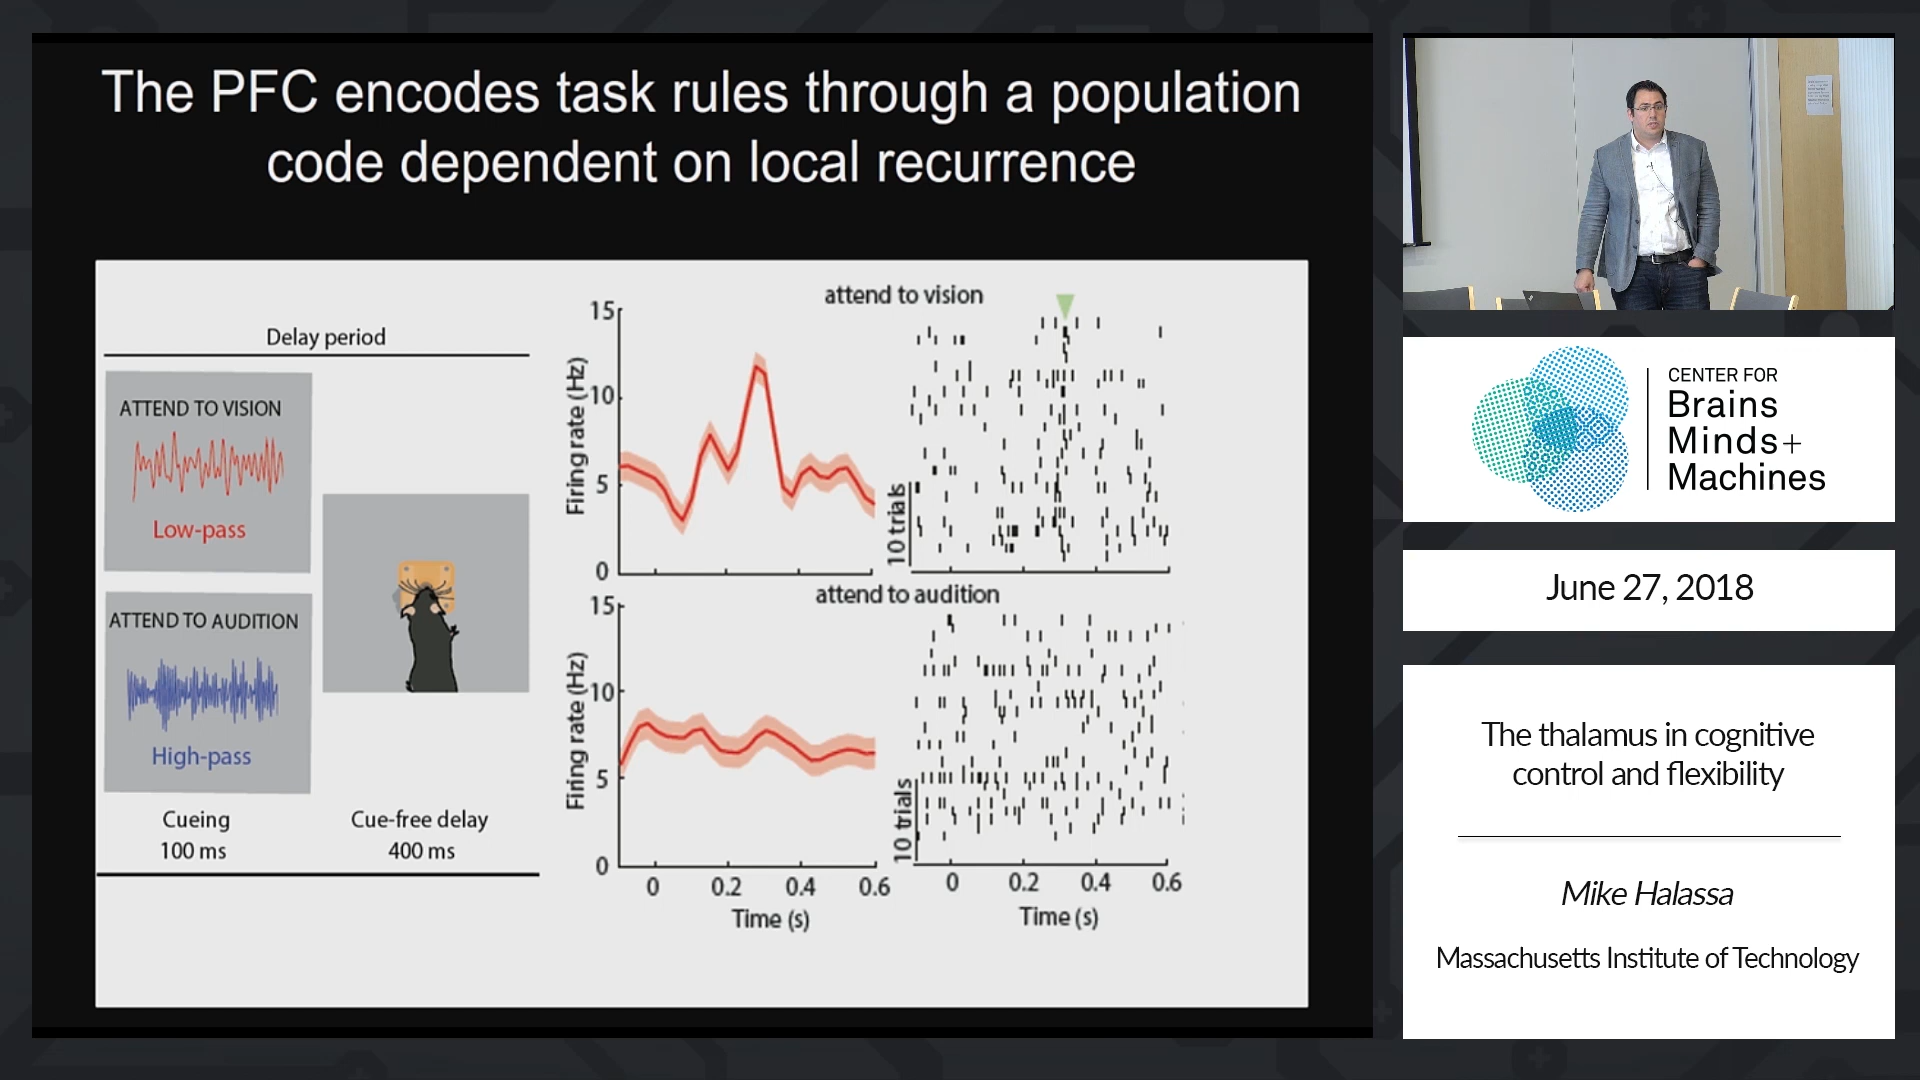 The PFC encodes task rules through a population
code dependent on local recurrence
Delay period
ATTEND TO VISION
Low-pass
ATTEND TO AUDITION
High-pass
Cueing
100 ms
Cue-free delay
400 ms
attend to vision
15
10
5
0
Firing rate (Hz)
10 trials
attend to audition
15
10
5
0
Firing rate (Hz)
10 trials
0 0.2 0.4 0.6
Time (s)
0 0.2 0.4 0.6
Time (s)
CENTER FOR
Brains
Minds+
Machines
June 27, 2018
The thalamus in cognitive
control and flexibility
Mike Halassa
Massachusetts Institute of Technology